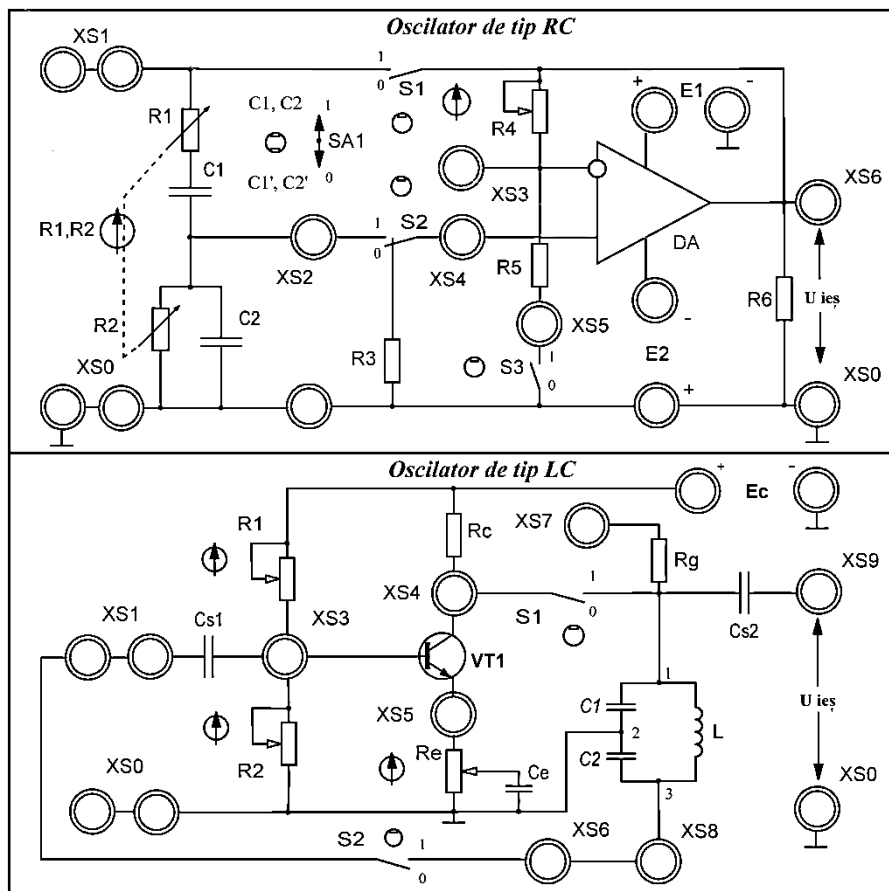 Oscilator de tip RC
XS1
1
0
S1
+
E1
-
R1
C1, C2
1
SA1
R4
C1
C1', C2'
0
XS3
XS6
R1,R2
1
S2
0
XS2
XS4
R5
DA
R2
C2
XS5
-
R6
U ieș
R3
S3
1
0
E2
XS0
+
XS0
Oscilator de tip LC
+
Ec
-
R1
Rc
XS7
Rg
XS9
XS4
1
S1
0
XS1
Cs1
XS3
Cs2
VT1
1
XS5
C1
U ieș
L
2
C2
R2
Re
Ce
XS0
3
XS0
S2
1
0
XS6
XS8